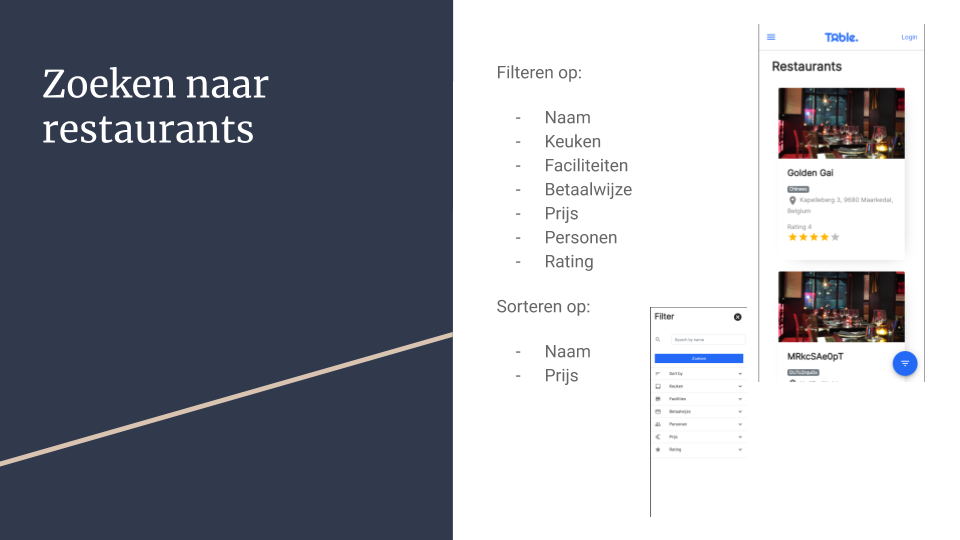 Zoeken naar
restaurants
Filteren op:
- Naam
- Keuken
- Faciliteiten
- Betaalwijze
- Prijs
- Personen
- Rating
Sorteren op:
- Naam
- Prijs
Filter
Search by name
Zoeken
Sort by
Keuken
Facilities
Betaalwijze
Personen
Prijs
Rating
TABLE.
Login
Restaurants
Golden Gai
Chinees
Kapelleberg 3, 9680 Maarkedal,
Belgium
Rating 4
MRkcSAe0pT